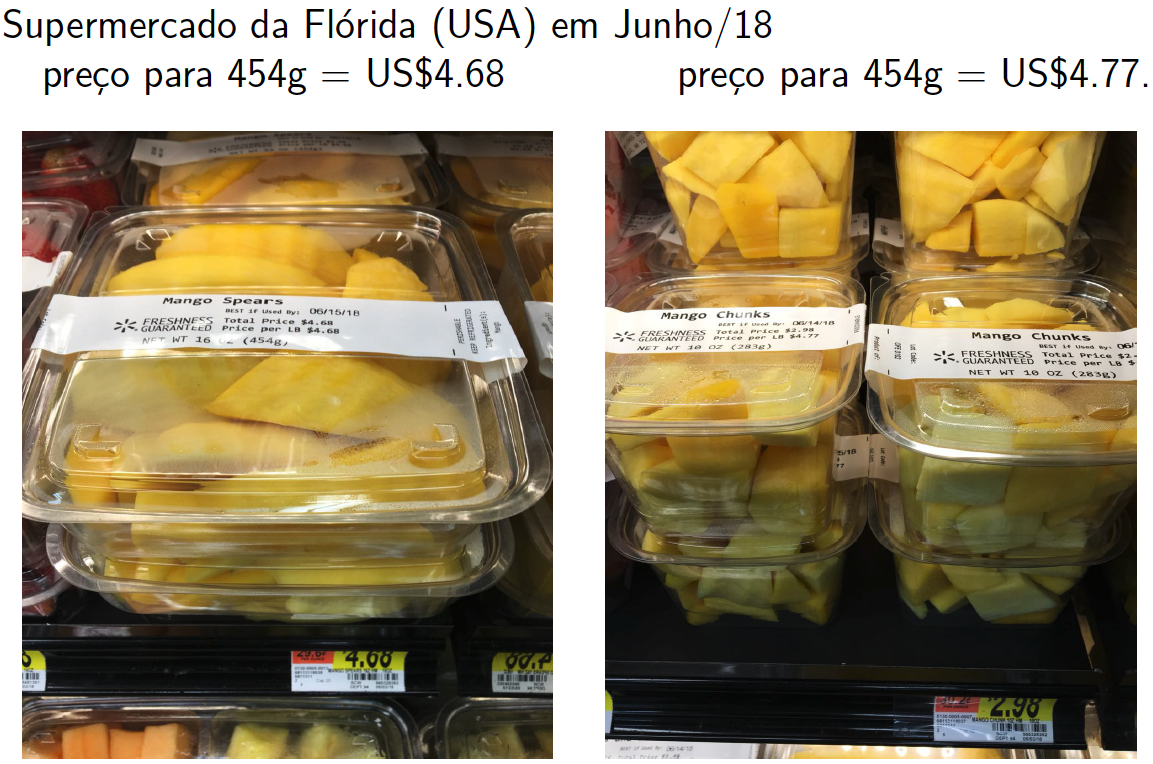 Supermercado da Flórida (USA) em Junho/18
preço para 454g = US$4.68
preço para 454g = US$4.77.
Mango Spears
BEST if Used By: 06/15/18
FRESHNESS GUARANTEED
Total Price $4.68
Price per LB $4.68
NET WT 16 OZ (454g)
PERISHABLE
KEEP REFRIGERATED
Ingredient(s):
Mango
4.68
Mango Chunks
BEST if Used By: 06/14/18
FRESHNESS GUARANTEED
Total Price $2.98
Price per LB $4.77
NET WT 10 OZ (283g)
Mango Chunks
BEST if Used By: 06/
FRESHNESS GUARANTEED
Total Price $2.
Price per LB $
NET WT 10 OZ (283g)
$2.98
MANGO CHUNK